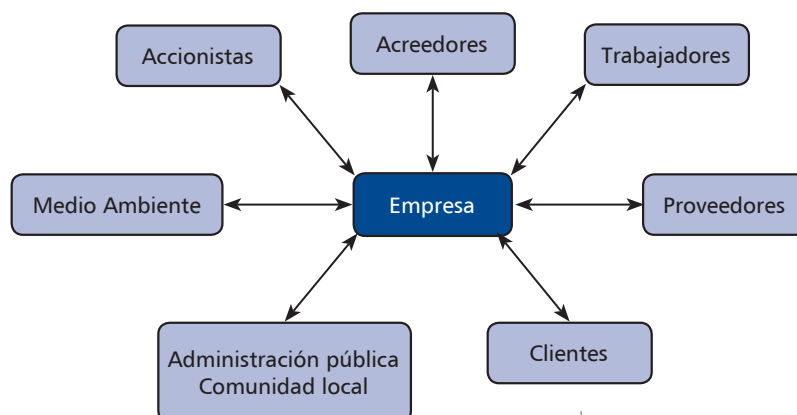 Acreedores
Accionistas
Trabajadores
Medio Ambiente
Empresa
Proveedores
Administración pública
Comunidad local
Clientes